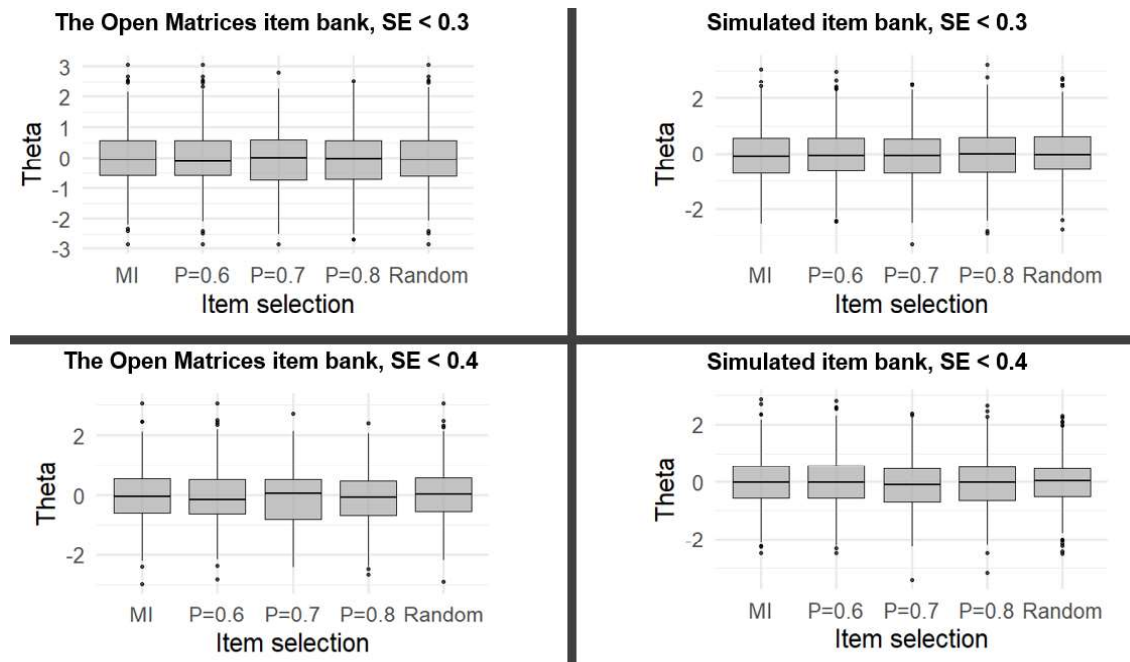 The Open Matrices item bank, SE < 0.3
3
2
1
0
-1
-2
-3
Theta
MI P=0.6 P=0.7 P=0.8 Random
Item selection
Simulated item bank, SE < 0.3
2
0
-2
Theta
MI P=0.6 P=0.7 P=0.8 Random
Item selection
The Open Matrices item bank, SE < 0.4
2
0
-2
Theta
MI P=0.6 P=0.7 P=0.8 Random
Item selection
Simulated item bank, SE < 0.4
2
0
-2
Theta
MI P=0.6 P=0.7 P=0.8 Random
Item selection